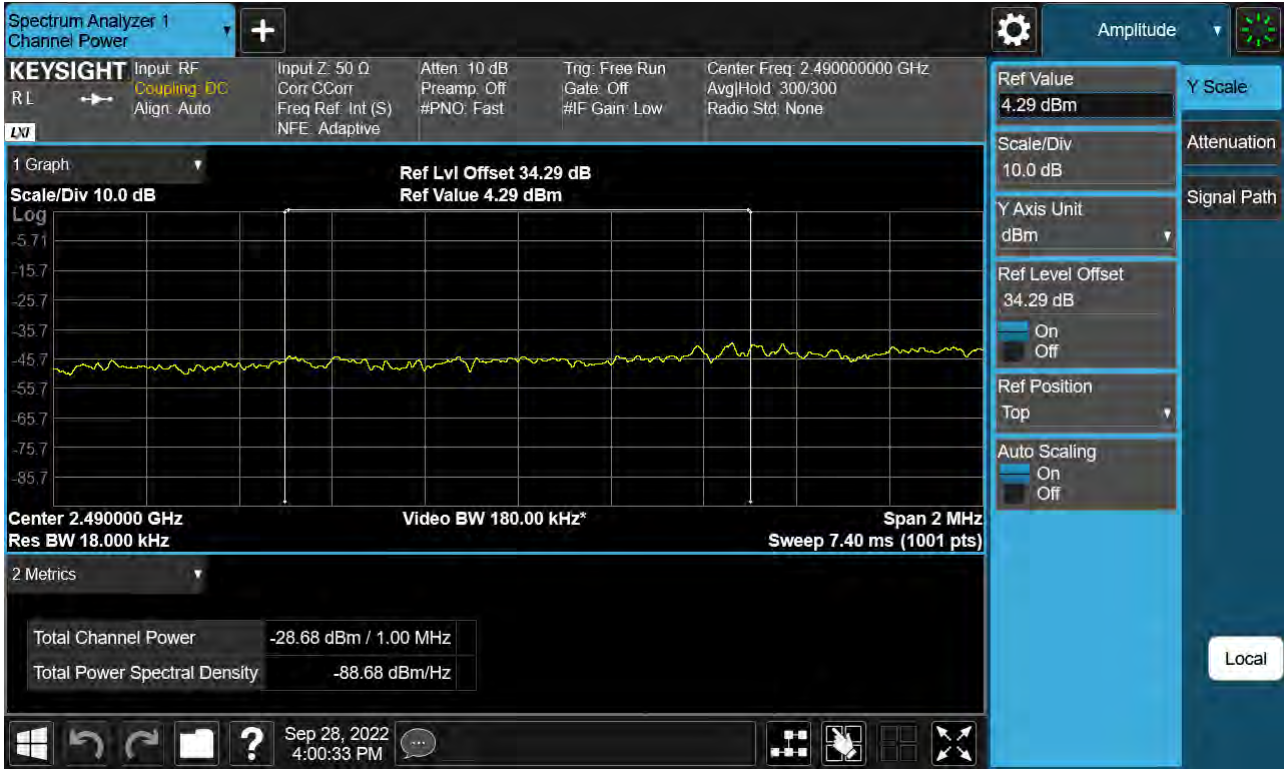 Spectrum Analyzer 1
Channel Power
+
Amplitude
KEYSIGHT
R L
LXI
Input: RF
Coupling: DC
Align: Auto
Input Z: 50 Ω
Corr CCorr
Freq Ref: Int (S)
NFE: Adaptive
Atten: 10 dB
Preamp: Off
#PNO: Fast
Trig: Free Run
Gate: Off
#IF Gain: Low
Center Freq: 2.490000000 GHz
Avg|Hold: 300/300
Radio Std: None
1 Graph
Scale/Div 10.0 dB
Ref Lvl Offset 34.29 dB
Ref Value 4.29 dBm
Log
-5.71
-15.7
-25.7
-35.7
-45.7
-55.7
-65.7
-75.7
-85.7
Center 2.490000 GHz
Res BW 18.000 kHz
Video BW 180.00 kHz*
Span 2 MHz
Sweep 7.40 ms (1001 pts)
2 Metrics
Total Channel Power -28.68 dBm / 1.00 MHz
Total Power Spectral Density -88.68 dBm/Hz
Ref Value
4.29 dBm
Scale/Div
10.0 dB
Y Axis Unit
dBm
Ref Level Offset
34.29 dB
On
Off
Ref Position
Top
Auto Scaling
On
Off
Y Scale
Attenuation
Signal Path
Local
?
Sep 28, 2022
4:00:33 PM